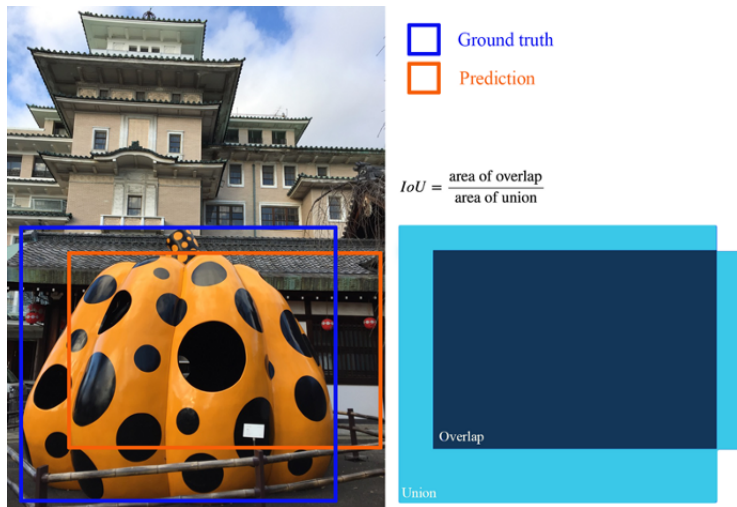 Ground truth
Prediction
IoU = area of overlap / area of union
Overlap
Union